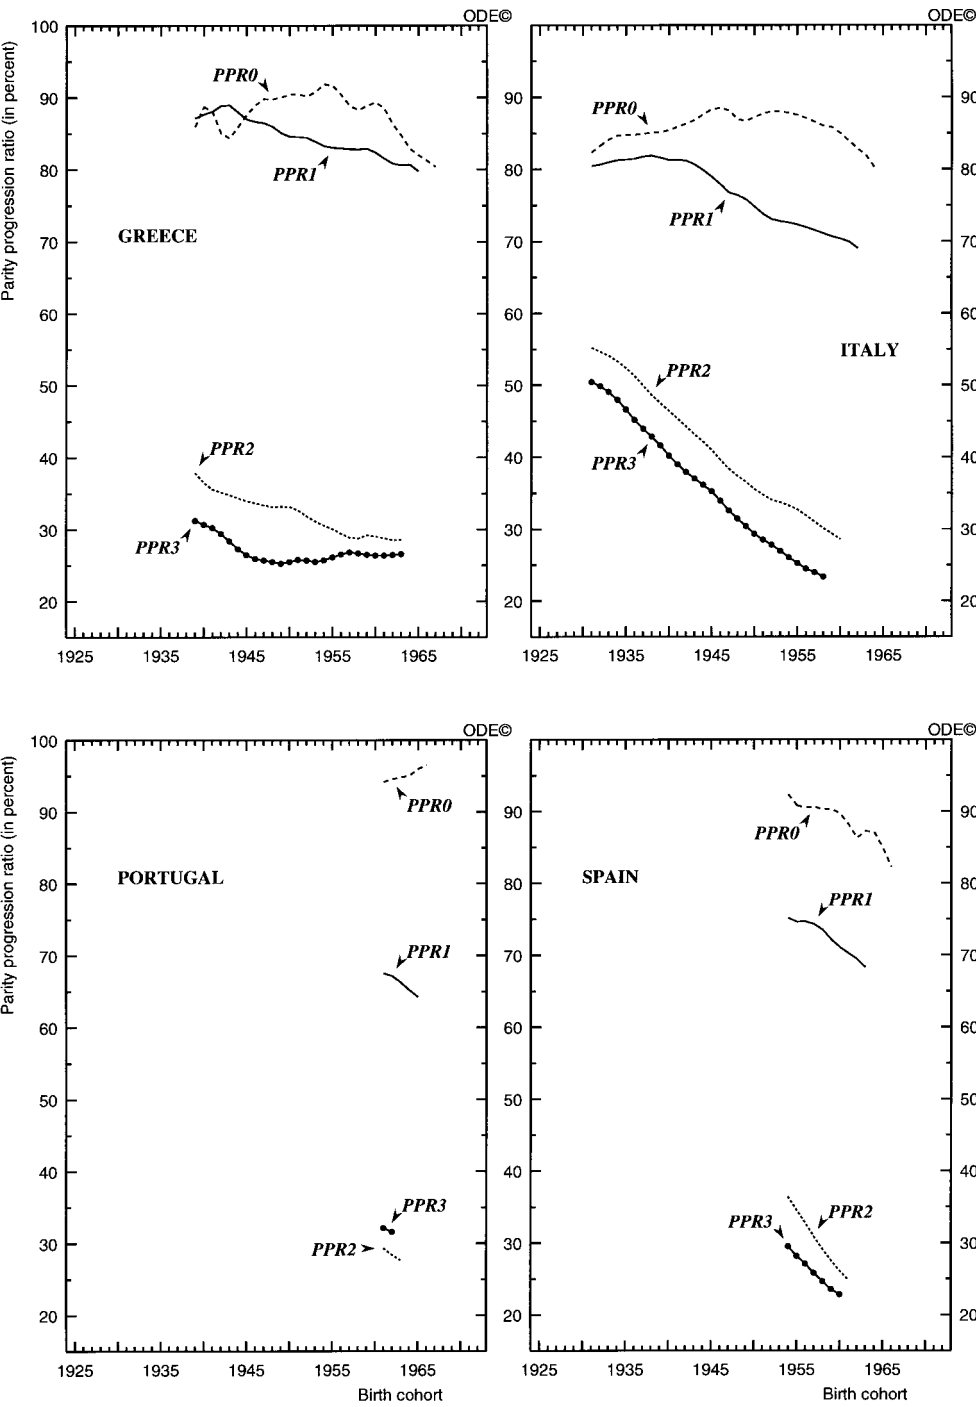 ODE© ODE©
Parity progression ratio (in percent)
100
90 90
80 80
70 70
60 60
50 50
40 40
30 30
20 20
PPR0
PPR1
GREECE
PPR2
PPR3
1925 1935 1945 1955 1965
PPR0
PPR1
ITALY
PPR2
PPR3
1925 1935 1945 1955 1965
ODE© ODE©
Parity progression ratio (in percent)
100
90 90
80 80
70 70
60 60
50 50
40 40
30 30
20 20
PPR0
PORTUGAL
PPR1
PPR3
PPR2
1925 1935 1945 1955 1965
Birth cohort
PPR0
SPAIN
PPR1
PPR3
PPR2
1925 1935 1945 1955 1965
Birth cohort